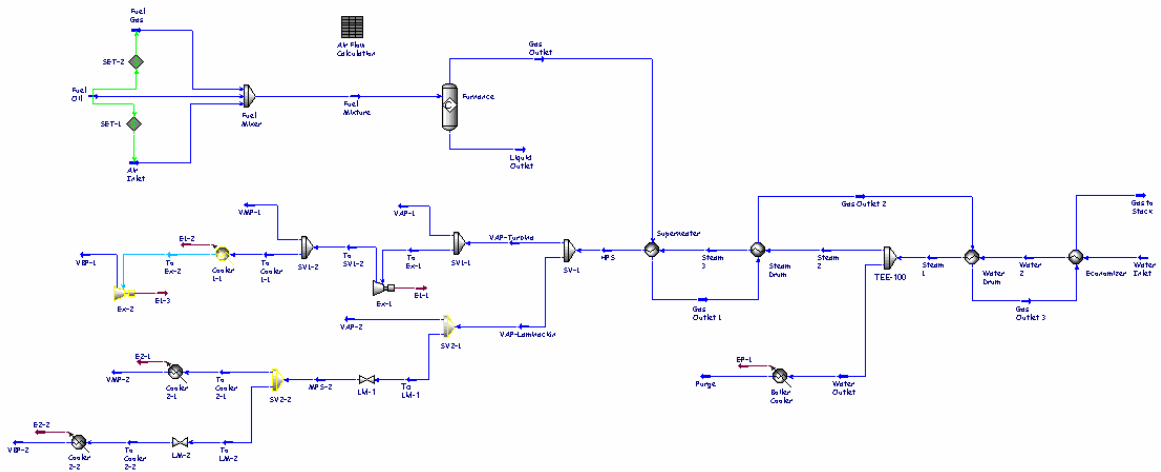 Fuel
Gas
Air Flow
Calculation
Gas
Outlet
SET-2
Fuel
Oil
Fuel
Mixer
Fuel
Mixture
Furnance
SET-1
Air
Inlet
Liquid
Outlet
VMP-1
VAP-1
Gas Outlet 2
Gas to
Stack
E1-2
VAP-Turbina
Superheater
VBP-1
To
Ex-2
Cooler
1-1
To
Cooler 1
SV1-2
To
SV1-2
To
Ex-1
SV1-1
SV-1
HPS
Steam
3
Steam
Drum
Steam
2
TEE-100
Steam
1
Water
Drum
Water
2
Economizer
Water
Inlet
E1-3
Ex-2
Ex-1
E1-1
Gas
Outlet 1
Gas
Outlet 3
VAP-2
VAP-Laminación
SV2-1
E2-1
EP-1
VMP-2
Cooler
2-1
To
Cooler
2-1
SV2-2
MPS-2
LM-1
To
LM-1
Purge
Boiler
Cooler
Water
Outlet
E2-2
VBP-2
Cooler
2-2
To
Cooler
2-2
LM-2
To
LM-2